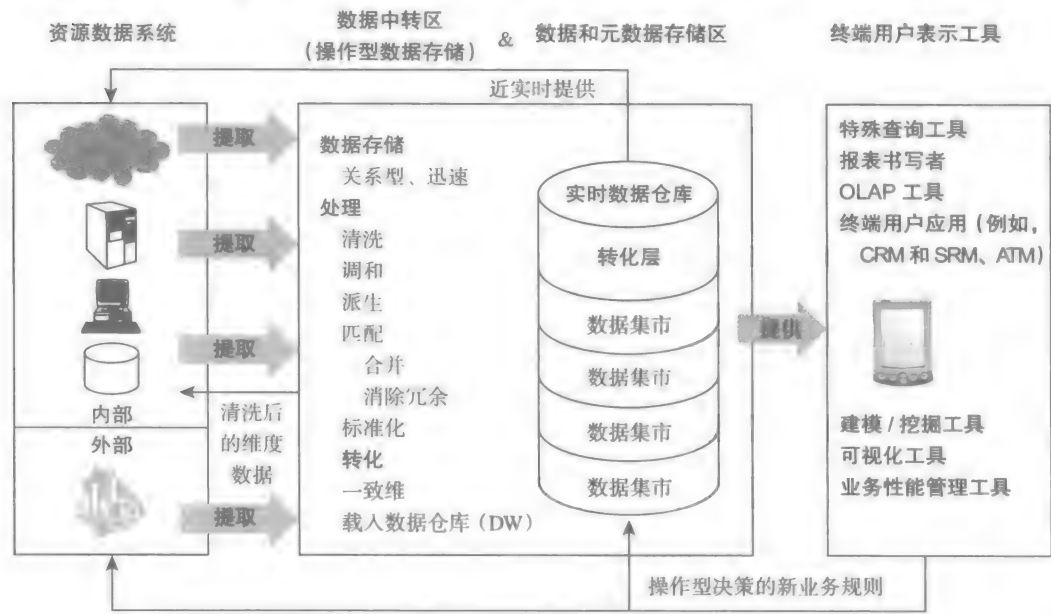 资源数据系统
数据中转区
(操作型数据存储)
&
数据和元数据存储区
终端用户表示工具
近实时提供
提取
提取
提取
提取
内部
外部
清洗后
的维度
数据
数据存储
关系型、迅速
处理
清洗
调和
派生
匹配
合并
消除冗余
标准化
转化
一致维
载入数据仓库(DW)
实时数据仓库
转化层
数据集市
数据集市
数据集市
数据集市
提供
特殊查询工具
报表书写者
OLAP 工具
终端用户应用(例如,
CRM 和 SRM、ATM)
建模 / 挖掘工具
可视化工具
业务性能管理工具
操作型决策的新业务规则